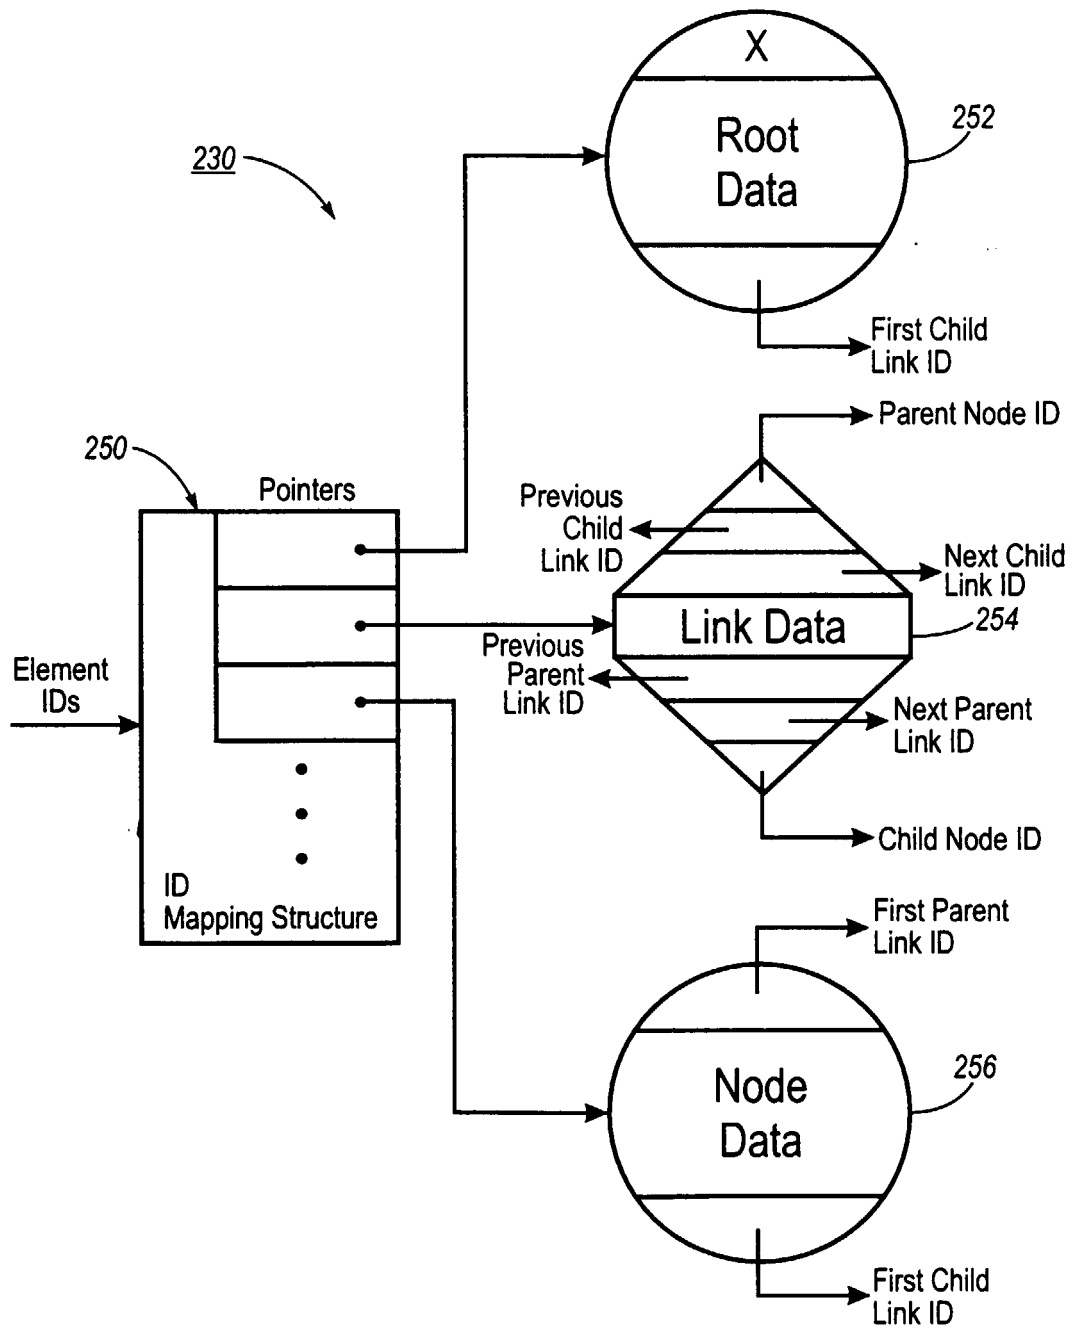 X
Root
Data
252
230
First Child
Link ID
Parent Node ID
250
Pointers
Previous
Child
Link ID
Next Child
Link ID
Link Data
254
Previous
Parent
Link ID
Element
IDs
Next Parent
Link ID
Child Node ID
ID
Mapping Structure
First Parent
Link ID
Node
Data
256
First Child
Link ID